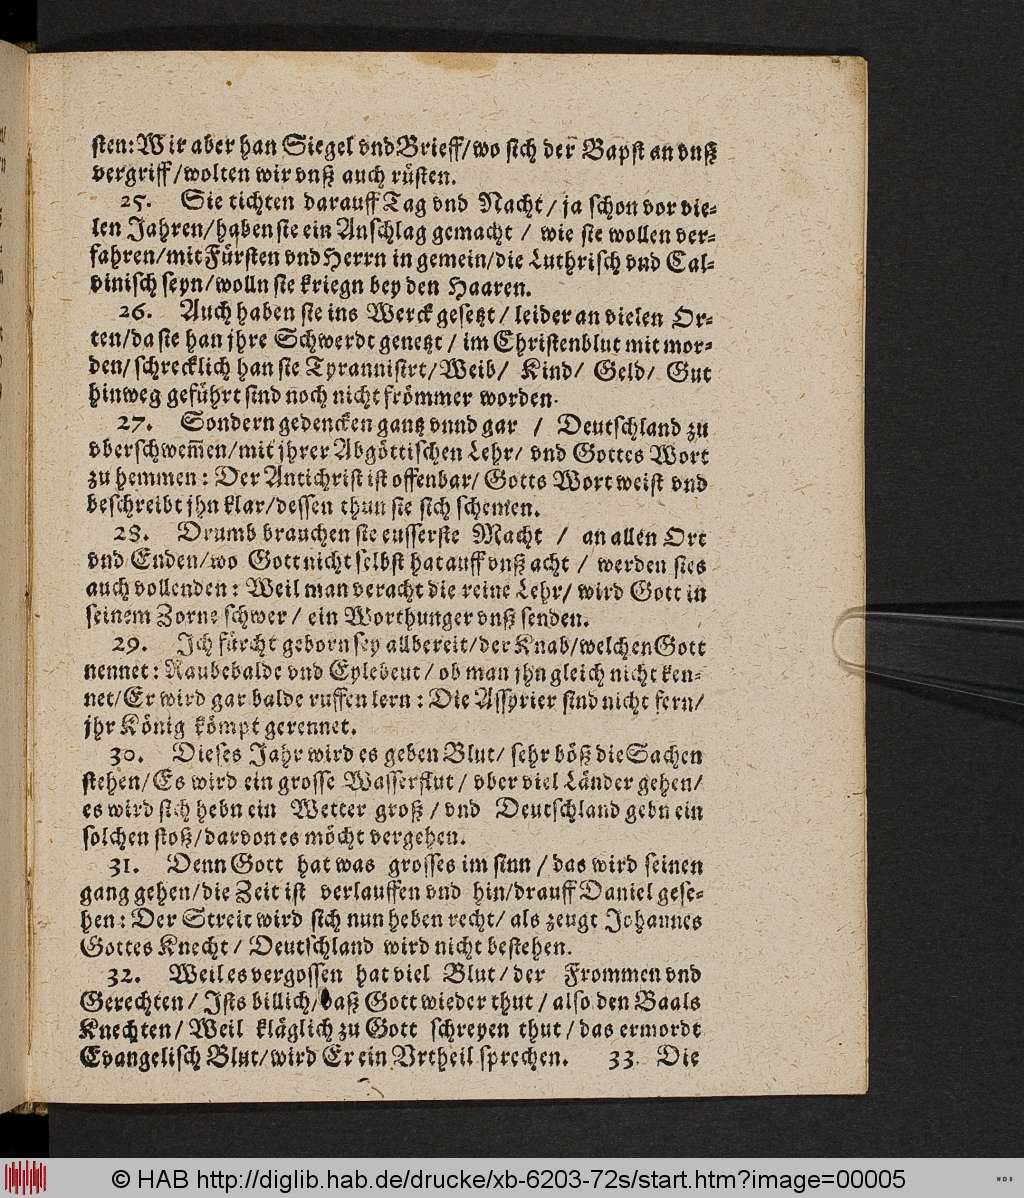 sten: Wir aber han Siegel vnd Brieff/ wo sich der Bapst an vnß
vergriff/ wolten wir vnß auch rüsten.
25. Sie tichten darauff Tag vnd Nacht/ ja schon vor vie-
len Jahren/ haben sie ein Anschlag gemacht/ wie sie wollen ver-
fahren/ mit Fürsten vnd Herrn in gemein/ die Luthrisch vnd Cal-
vinisch seyn/ wolln sie kriegn bey den Haaren.
26. Auch haben sie ins Werck gesetzt/ leider an vielen Or-
ten/ da sie han jhre Schwerdt genetzt/ im Christenblut mit mor-
den/ schrecklich han sie Tyrannisirt/ Weib/ Kind/ Geld/ Gut
hinweg geführt sind noch nicht frömmer worden.
27. Sondern gedencken gantz vnnd gar/ Deutschland zu
vberschwem̄en/ mit jhrer Abgöttischen Lehr/ vnd Gottes Wort
zu hemmen: Der Antichrist ist offenbar/ Gotts Wort weist vnd
beschreibt jhn klar/ dessen thun sie sich schemen.
28. Drumb brauchen sie eusserste Macht/ an allen Ort
vnd Enden/ wo Gott nicht selbst hat auff vnß acht/ werden sies
auch vollenden: Weil man veracht die reine Lehr/ wird Gott in
seinem Zorne schwer/ ein Worthunger vnß senden.
29. Ich fürcht geborn sey allbereit/ der Knab/ welchen Gott
nennet: Raubebalde vnd Eylebeut/ ob man jhn gleich nicht ken-
net/ Er wird gar balde ruffen lern: Die Assyrier sind nicht fern/
jhr König kömpt gerennet.
30. Dieses Jahr wird es geben Blut/ sehr böß die Sachen
stehen/ Es wird ein grosse Wasserflut/ vber viel Länder gehen/
es wird sich hebn ein Wetter groß/ vnd Deutschland gebn ein
solchen stoß/ darvon es möcht vergehen.
31. Denn Gott hat was grosses im sinn/ das wird seinen
gang gehen/ die Zeit ist verlauffen vnd hin/ drauff Daniel gese-
hen: Der Streit wird sich nun heben recht/ als zeugt Johannes
Gottes Knecht/ Deutschland wird nicht bestehen.
32. Weil es vergossen hat viel Blut/ der Frommen vnd
Gerechten/ Ists billich/ daß Gott wieder thut/ also den Baals
Knechten/ Weil kläglich zu Gott schreyen thut/ das ermordt
Evangelisch Blut/ wird Er ein Vrtheil sprechen. 33. Die
© HAB http://diglib.hab.de/drucke/xb-6203-72s/start.htm?image=00005